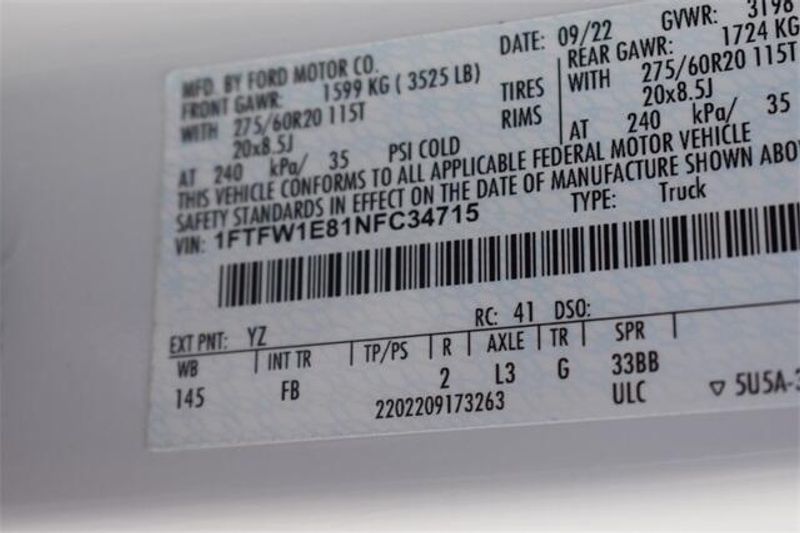 MFD. BY FORD MOTOR CO. DATE: 09/22 GVWR: 3198
FRONT GAWR: 1599 KG ( 3525 LB) REAR GAWR: 1724 KG
WITH 275/60R20 115T TIRES WITH 275/60R20 115T
20x8.5J RIMS 20x8.5J
AT 240 kPa/ 35 PSI COLD AT 240 kPa/ 35
THIS VEHICLE CONFORMS TO ALL APPLICABLE FEDERAL MOTOR VEHICLE
SAFETY STANDARDS IN EFFECT ON THE DATE OF MANUFACTURE SHOWN ABO
VIN: 1FTFW1E81NFC34715 TYPE: Truck
RC: 41 DSO:
EXT PNT: YZ
WB INT TR TP/PS R AXLE TR SPR
145 FB 2 L3 G 33BB
2202209173263 ULC ▽ 5U5A-3